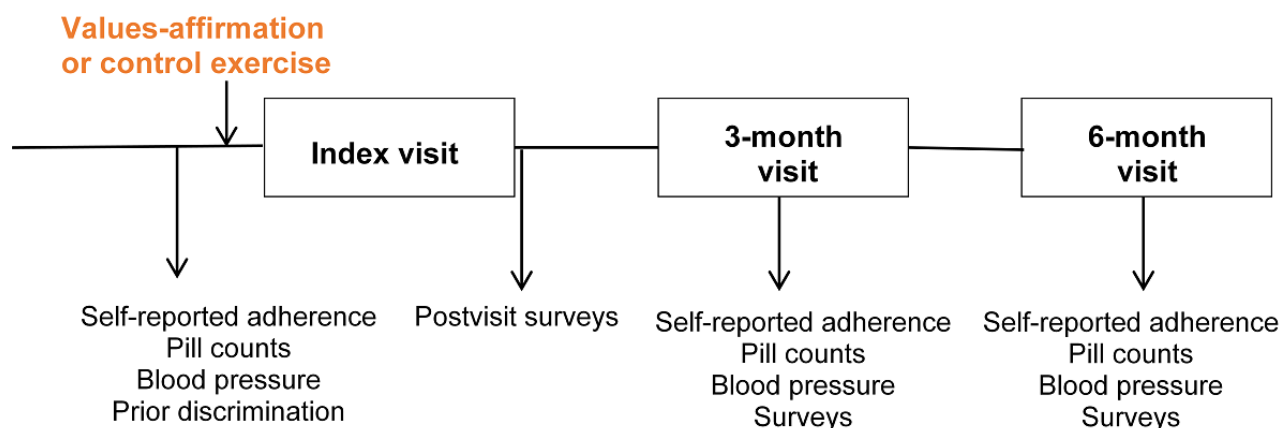 Values-affirmation
or control exercise
Index visit
3-month
visit
6-month
visit
Self-reported adherence
Pill counts
Blood pressure
Prior discrimination
Postvisit surveys
Self-reported adherence
Pill counts
Blood pressure
Surveys
Self-reported adherence
Pill counts
Blood pressure
Surveys